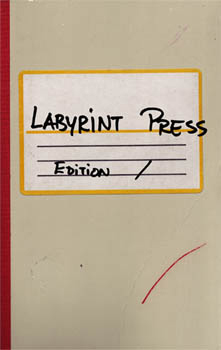 LABYRINT PRESS
EDITION /